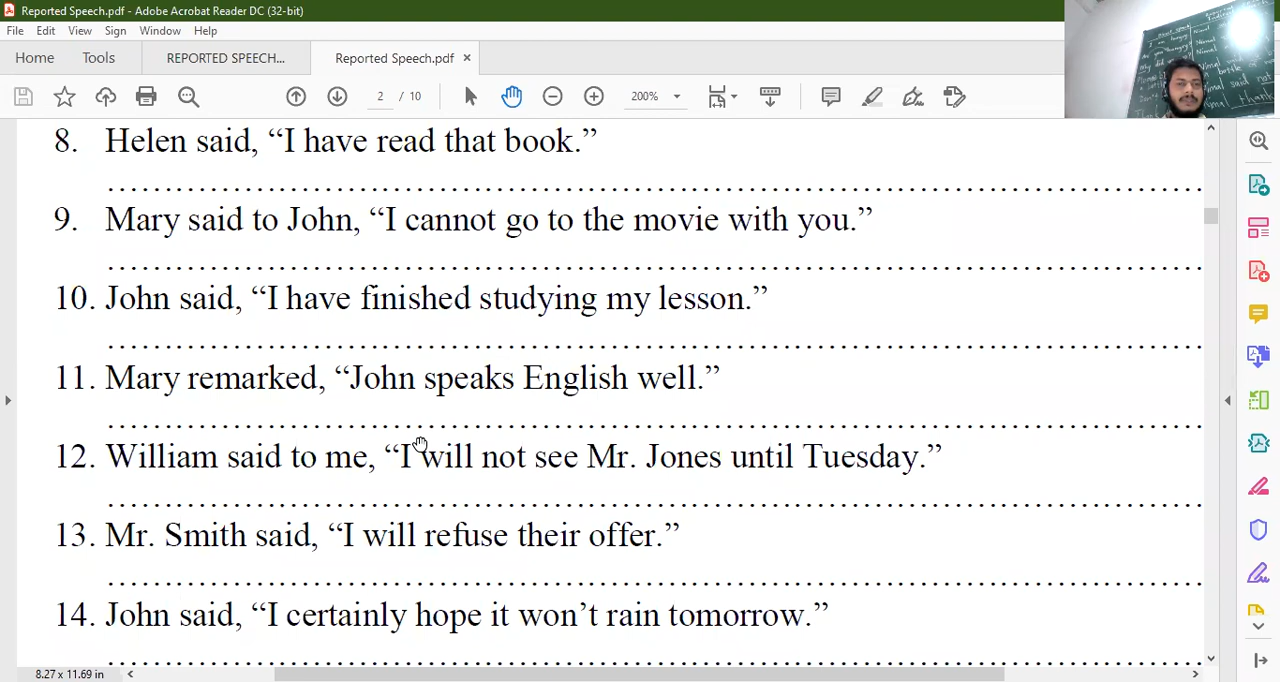 Reported Speech.pdf - Adobe Acrobat Reader DC (32-bit)
File Edit View Sign Window Help
Home Tools REPORTED SPEECH... Reported Speech.pdf ×
2 / 10 200%
8. Helen said, “I have read that book.”
................................................................................................
9. Mary said to John, “I cannot go to the movie with you.”
................................................................................................
10. John said, “I have finished studying my lesson.”
................................................................................................
11. Mary remarked, “John speaks English well.”
................................................................................................
12. William said to me, “I will not see Mr. Jones until Tuesday.”
................................................................................................
13. Mr. Smith said, “I will refuse their offer.”
................................................................................................
14. John said, “I certainly hope it won’t rain tomorrow.”
................................................................................................
8.27 x 11.69 in